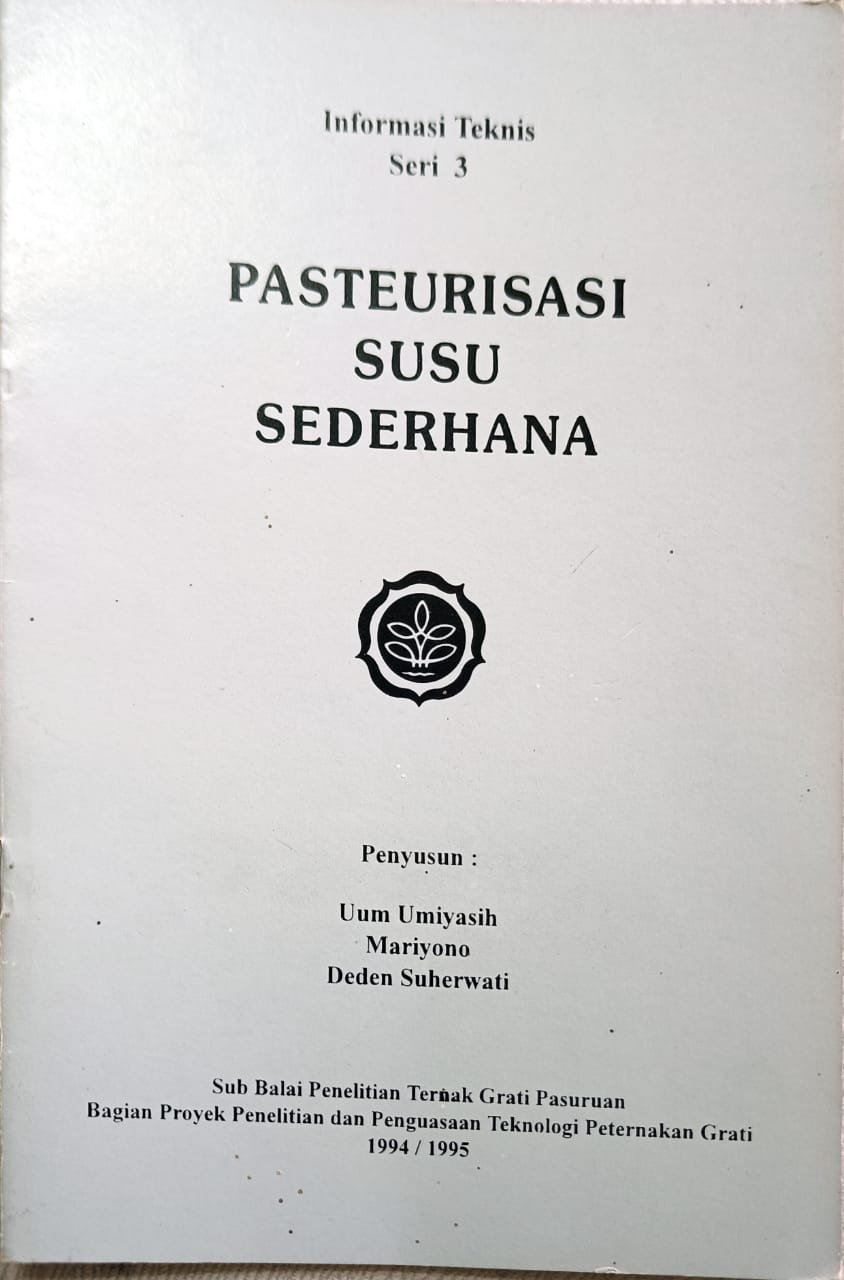 Informasi Teknis
Seri 3
PASTEURISASI
SUSU
SEDERHANA
Penyusun :
Uum Umiyasih
Mariyono
Deden Suherwati
Sub Balai Penelitian Ternak Grati Pasuruan
Bagian Proyek Penelitian dan Penguasaan Teknologi Peternakan Grati
1994 / 1995